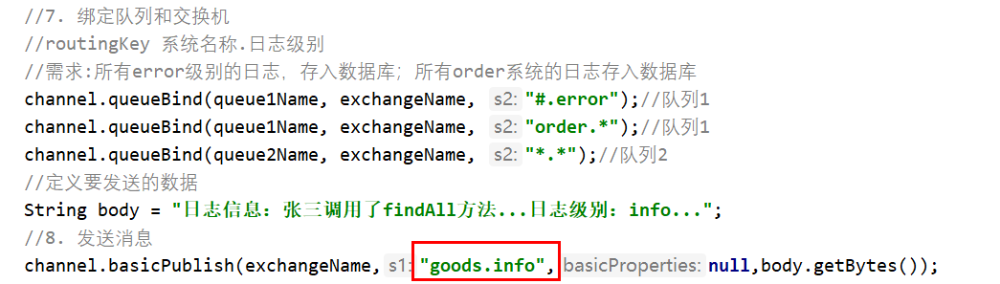 //7. 绑定队列和交换机
//routingKey 系统名称.日志级别
//需求:所有error级别的日志，存入数据库；所有order系统的日志存入数据库
channel.queueBind(queue1Name, exchangeName, s2: "#.error");//队列1
channel.queueBind(queue1Name, exchangeName, s2: "order.*");//队列1
channel.queueBind(queue2Name, exchangeName, s2: "*.*");//队列2
//定义要发送的数据
String body = "日志信息：张三调用了findAll方法...日志级别：info...";
//8. 发送消息
channel.basicPublish(exchangeName, s1: "goods.info", basicProperties: null,body.getBytes());